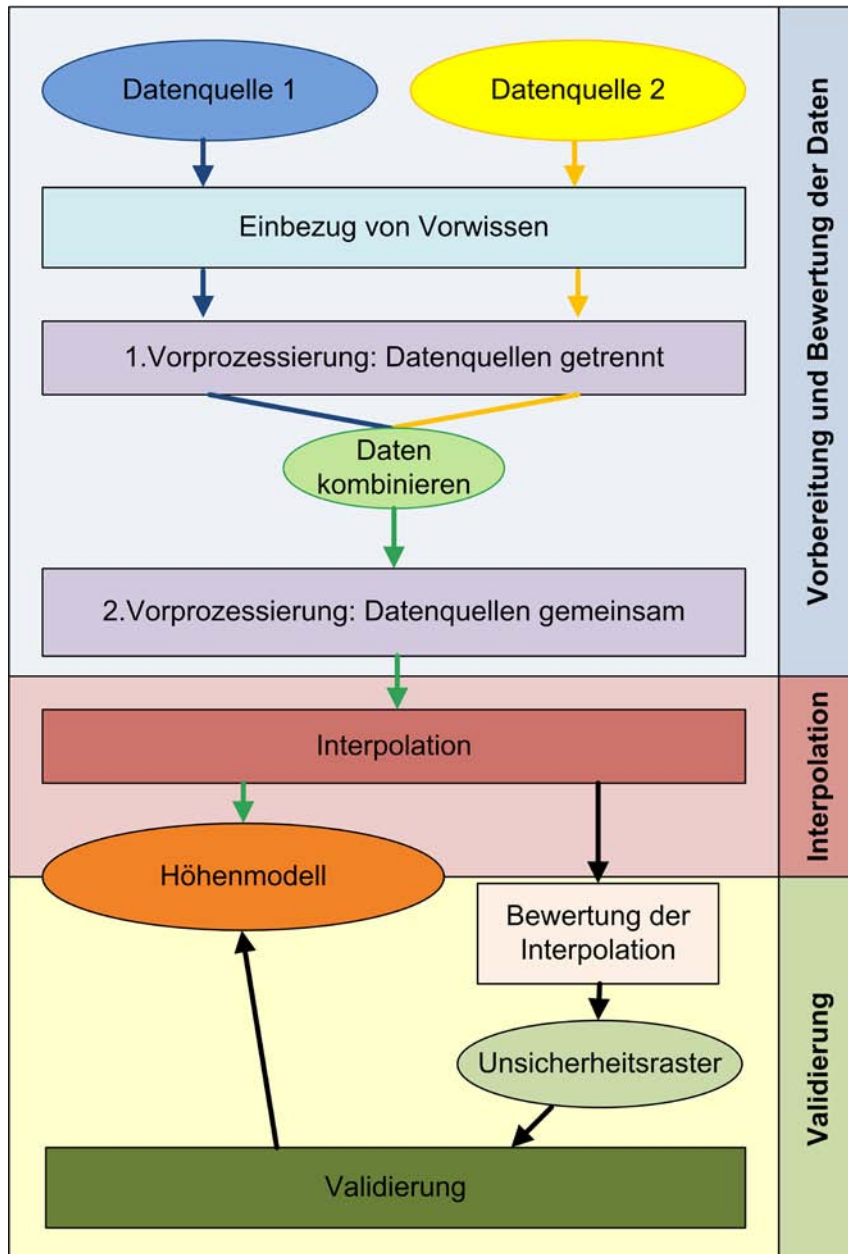 Datenquelle 1
Datenquelle 2
Einbezug von Vorwissen
1.Vorprozessierung: Datenquellen getrennt
Daten
kombinieren
2.Vorprozessierung: Datenquellen gemeinsam
Vorbereitung und Bewertung der Daten
Interpolation
Interpolation
Höhenmodell
Bewertung der
Interpolation
Unsicherheitsraster
Validierung
Validierung